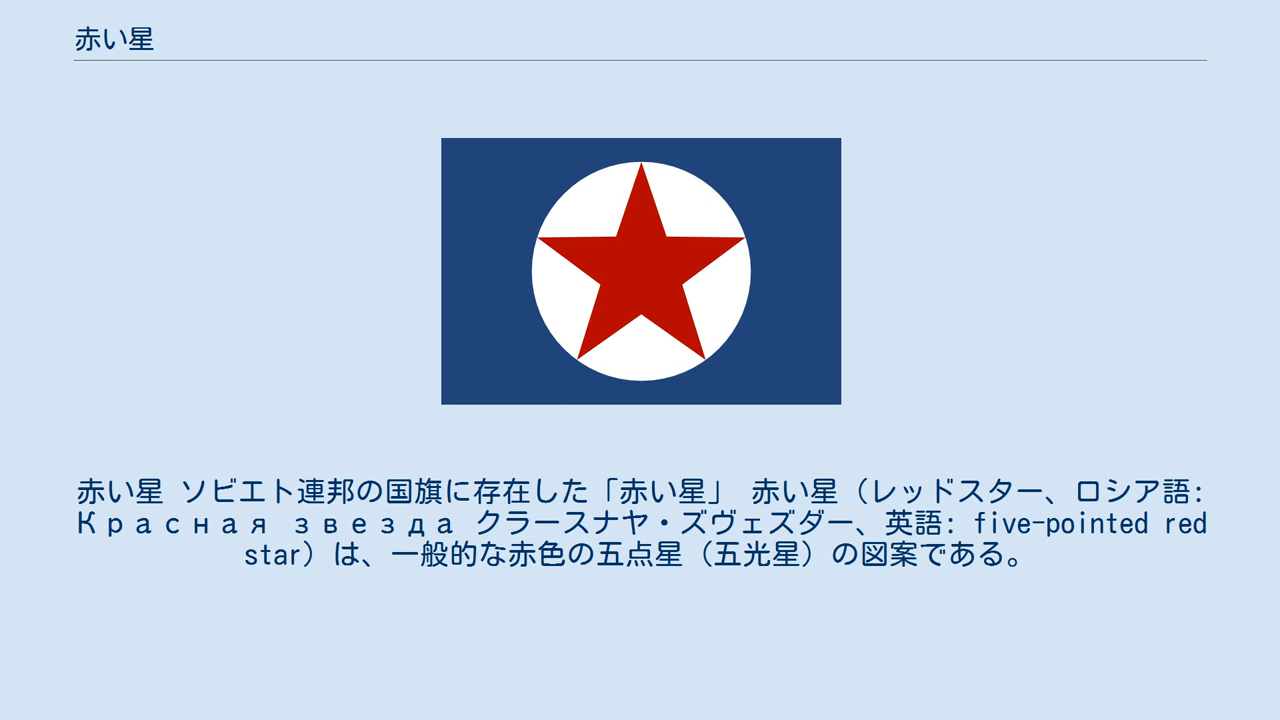 赤い星
赤い星 ソビエト連邦の国旗に存在した「赤い星」 赤い星（レッドスター、ロシア語:
Красная звезда クラースナヤ・ズヴェズダー、英語: five-pointed red
star）は、一般的な赤色の五点星（五光星）の図案である。